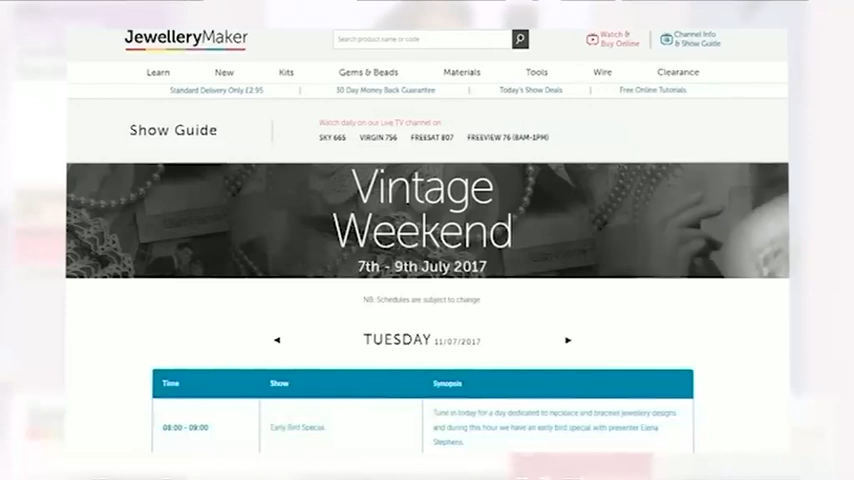 JewelleryMaker
Search product name or code
Watch & Buy Online
Channel Info & Show Guide
Learn New Kits Gems & Beads Materials Tools Wire Clearance
Standard Delivery Only £2.95 | 30 Day Money Back Guarantee | Today's Show Deals | Free Online Tutorials
Show Guide
Watch daily on our Live TV channel on:
SKY 665 VIRGIN 756 FREESAT 807 FREEVIEW 76 (8AM-1PM)
Vintage
Weekend
7th - 9th July 2017
NB: Schedules are subject to change
TUESDAY 11/07/2017
Time Show Synopsis
08:00 - 09:00 Early Bird Special
Tune in today for a day dedicated to necklace and bracelet jewellery designs
and during this hour we have an early bird special with presenter Elena
Stephens.